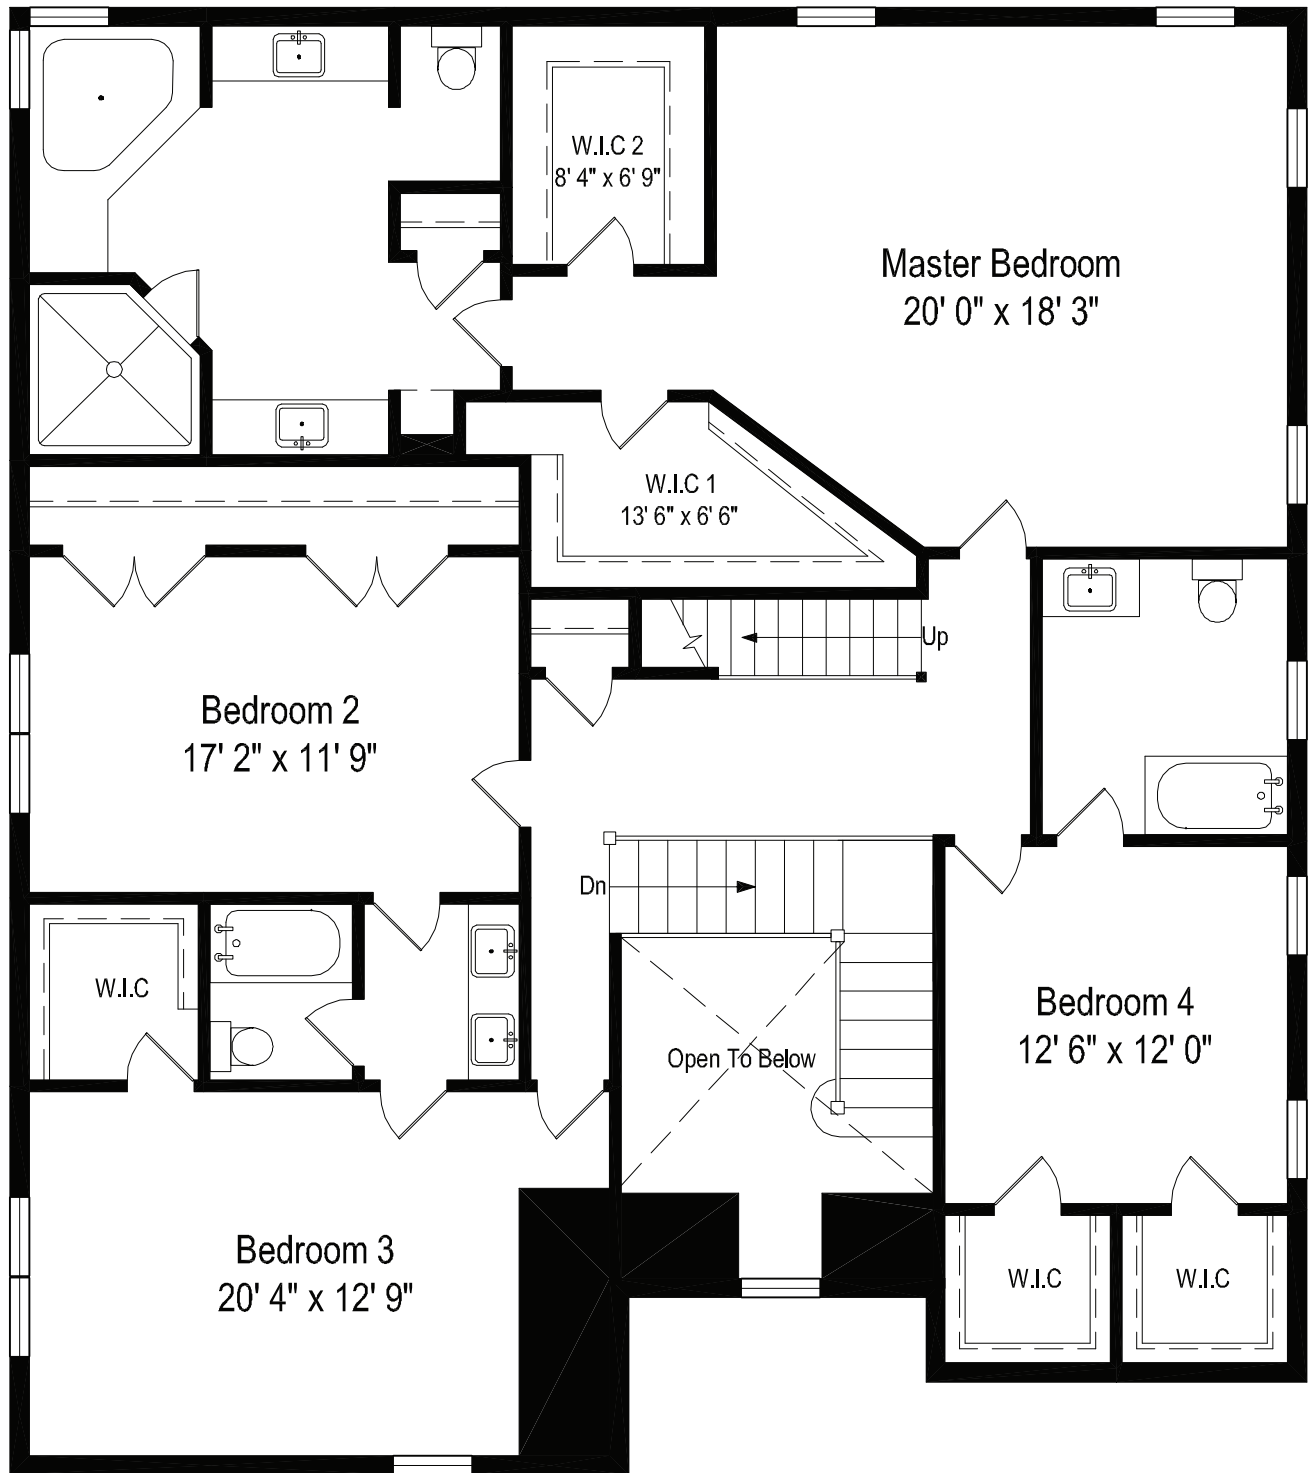 W.I.C 2
8' 4" x 6' 9"
Master Bedroom
20' 0" x 18' 3"
W.I.C 1
13' 6" x 6' 6"
Up
Bedroom 2
17' 2" x 11' 9"
Dn
W.I.C
Bedroom 4
12' 6" x 12' 0"
Open To Below
Bedroom 3
20' 4" x 12' 9"
W.I.C
W.I.C